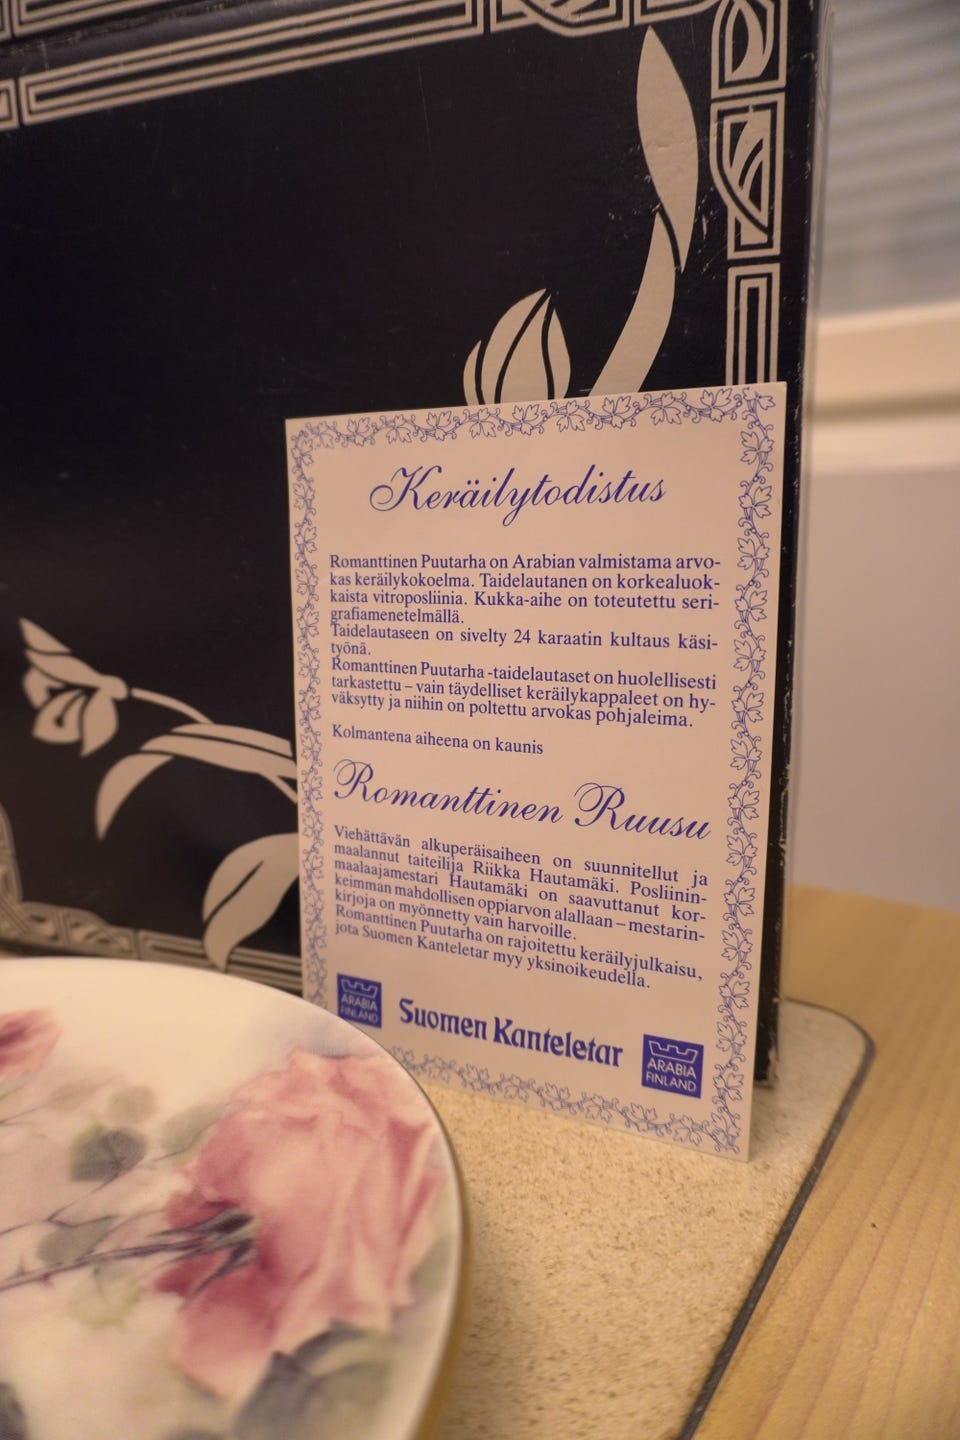 Keräilytodistus
Romanttinen Puutarha on Arabian valmistama arvo-
kas keräilykokoelma. Taidelautanen on korkealuok-
kaista vitroposliinia. Kukka-aihe on toteutettu seri-
grafiamenetelmällä.
Taidelautaseen on sivelty 24 karaatin kultaus käsi-
työnä.
Romanttinen Puutarha -taidelautaset on huolellisesti
tarkastettu – vain täydelliset keräilykappaleet on hy-
väksytty ja niihin on poltettu arvokas pohjaleima.
Kolmantena aiheena on kaunis
Romanttinen Ruusu
Viehättävän alkuperäisaiheen on suunnitellut ja
maalannut taiteilija Riikka Hautamäki. Posliinin-
maalaajamestari Hautamäki on saavuttanut kor-
keimman mahdollisen oppiarvon alallaan – mestarin-
kirjoja on myönnetty vain harvoille.
Romanttinen Puutarha on rajoitettu keräilyjulkaisu,
jota Suomen Kanteletar myy yksinoikeudella.
ARABIA
FINLAND
Suomen Kanteletar
ARABIA
FINLAND